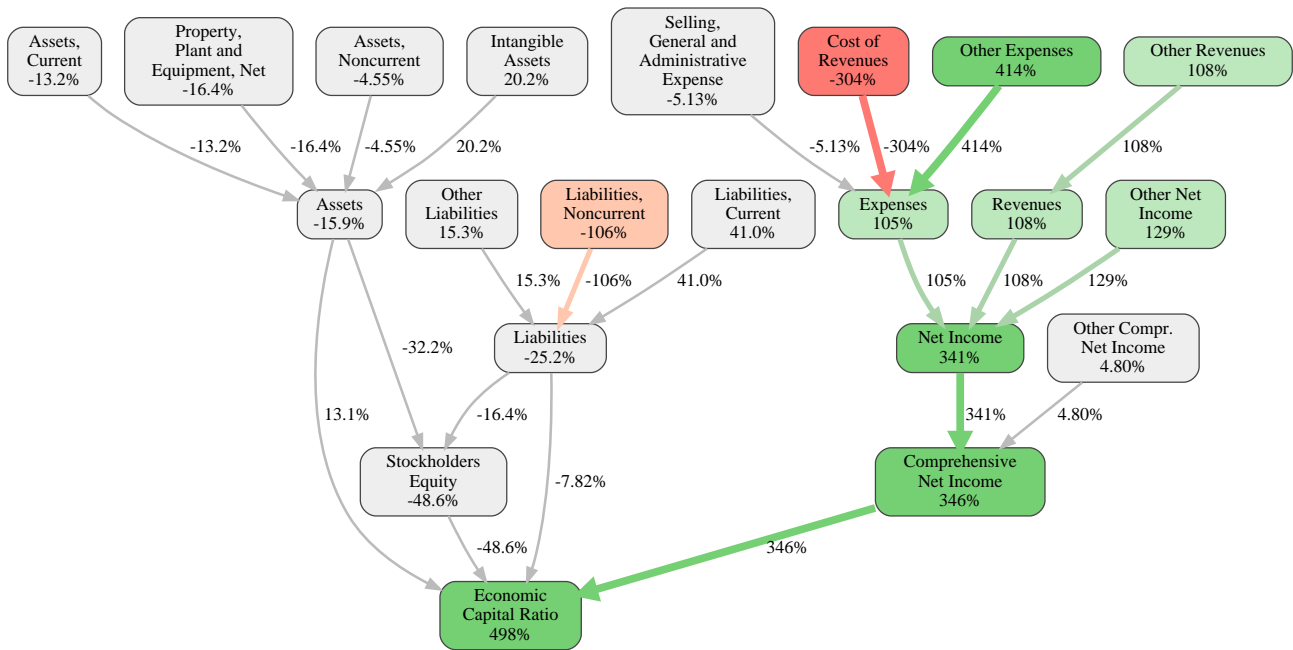 Assets,
Current
-13.2%
Property,
Plant and
Equipment, Net
-16.4%
Assets,
Noncurrent
-4.55%
Intangible
Assets
20.2%
Selling,
General and
Administrative
Expense
-5.13%
Cost of
Revenues
-304%
Other Expenses
414%
Other Revenues
108%
-13.2%
-16.4%
-4.55%
20.2%
-5.13%
-304%
414%
108%
Assets
-15.9%
Other
Liabilities
15.3%
Liabilities,
Noncurrent
-106%
Liabilities,
Current
41.0%
Expenses
105%
Revenues
108%
Other Net
Income
129%
15.3%
-106%
41.0%
105%
108%
129%
-32.2%
Liabilities
-25.2%
Net Income
341%
Other Compr.
Net Income
4.80%
13.1%
-16.4%
341%
4.80%
Stockholders
Equity
-48.6%
-7.82%
Comprehensive
Net Income
346%
-48.6%
346%
Economic
Capital Ratio
498%